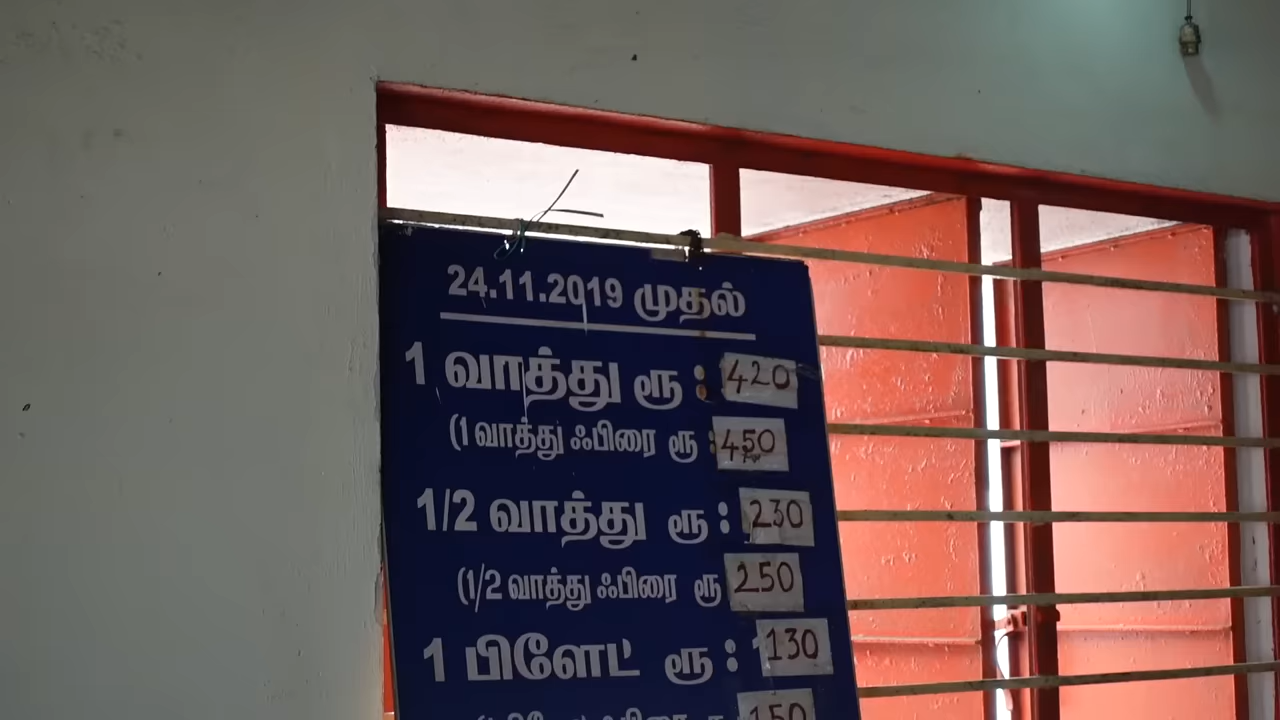 24.11.2019 முதல்
1 வாத்து ரூ : 420
(1 வாத்து ஃபிரை ரூ : 450
1/2 வாத்து ரூ : 230
(1/2 வாத்து ஃபிரை ரூ 250
1 பிளேட் ரூ : 130
150